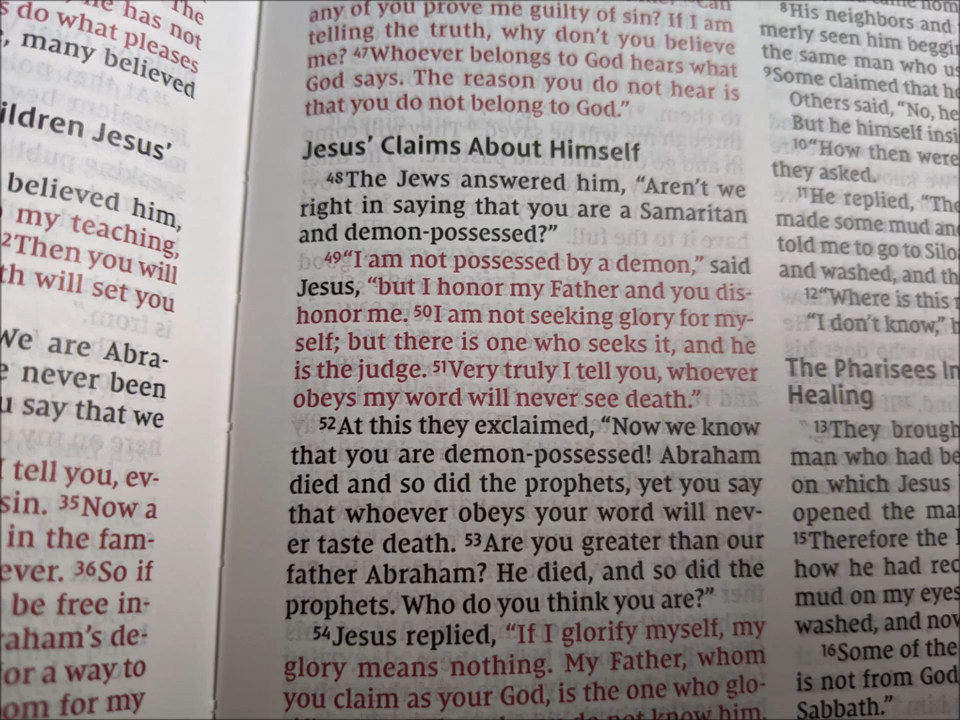 The
he has not
s do what pleases
, many believed
ildren Jesus’
believed him,
my teaching,
2Then you will
th will set you
We are Abra-
never been
u say that we
I tell you, ev-
sin. 35Now a
in the fam-
ever. 36So if
be free in-
raham’s de-
or a way to
om for my
any of you prove me guilty of sin? If I am
telling the truth, why don’t you believe
me? 47Whoever belongs to God hears what
God says. The reason you do not hear is
that you do not belong to God.”
Jesus’ Claims About Himself
48The Jews answered him, “Aren’t we
right in saying that you are a Samaritan
and demon-possessed?”
49“I am not possessed by a demon,” said
Jesus, “but I honor my Father and you dis-
honor me. 50I am not seeking glory for my-
self; but there is one who seeks it, and he
is the judge. 51Very truly I tell you, whoever
obeys my word will never see death.”
52At this they exclaimed, “Now we know
that you are demon-possessed! Abraham
died and so did the prophets, yet you say
that whoever obeys your word will nev-
er taste death. 53Are you greater than our
father Abraham? He died, and so did the
prophets. Who do you think you are?”
54Jesus replied, “If I glorify myself, my
glory means nothing. My Father, whom
you claim as your God, is the one who glo-
do not know him,
8His neighbors and
merly seen him beggin
the same man who us
9Some claimed that he
Others said, “No, he
But he himself insi
10“How then were
they asked.
11He replied, “The
made some mud and
told me to go to Silo
and washed, and th
12“Where is this
“I don’t know,” h
The Pharisees In
Healing
13They brough
man who had be
on which Jesus
opened the ma
15Therefore the
how he had rec
mud on my eyes
washed, and now
16Some of the
is not from God
Sabbath.”